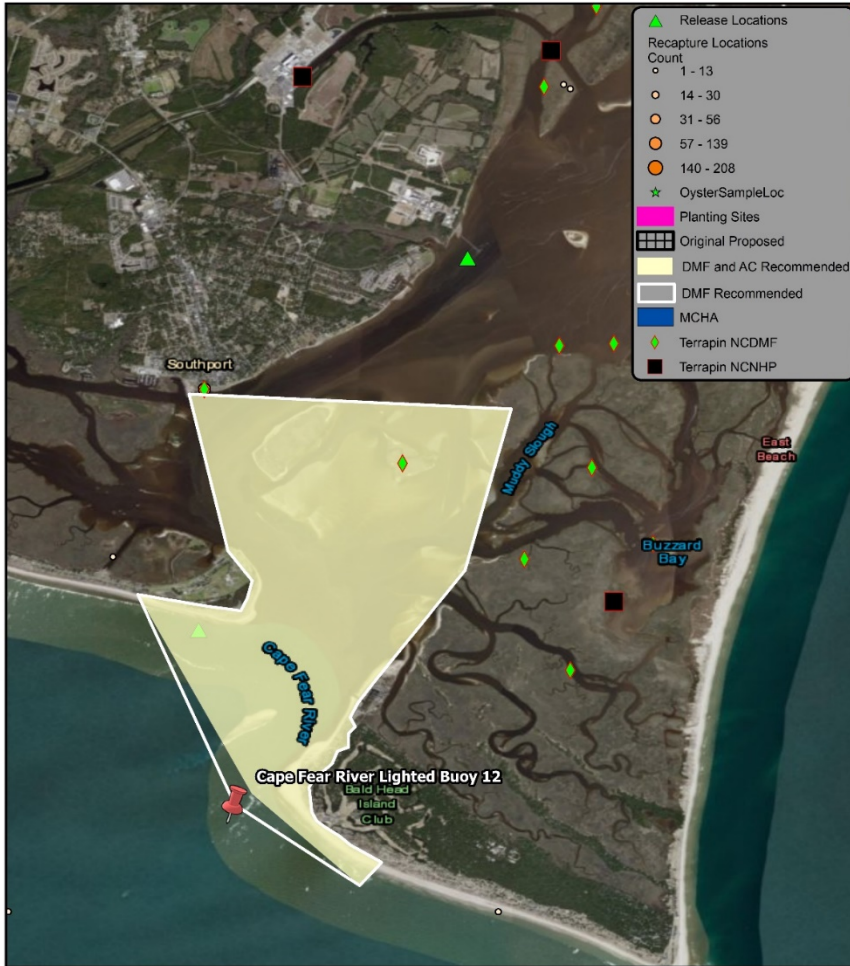 Release Locations
Recapture Locations
Count
1 - 13
14 - 30
31 - 56
57 - 139
140 - 208
OysterSampleLoc
Planting Sites
Original Proposed
DMF and AC Recommended
DMF Recommended
MCHA
Terrapin NCDMF
Terrapin NCNHP
Southport
Muddy Slough
East
Beach
Buzzard
Bay
Cape Fear River
Cape Fear River Lighted Buoy 12
Bald Head
Island
Club